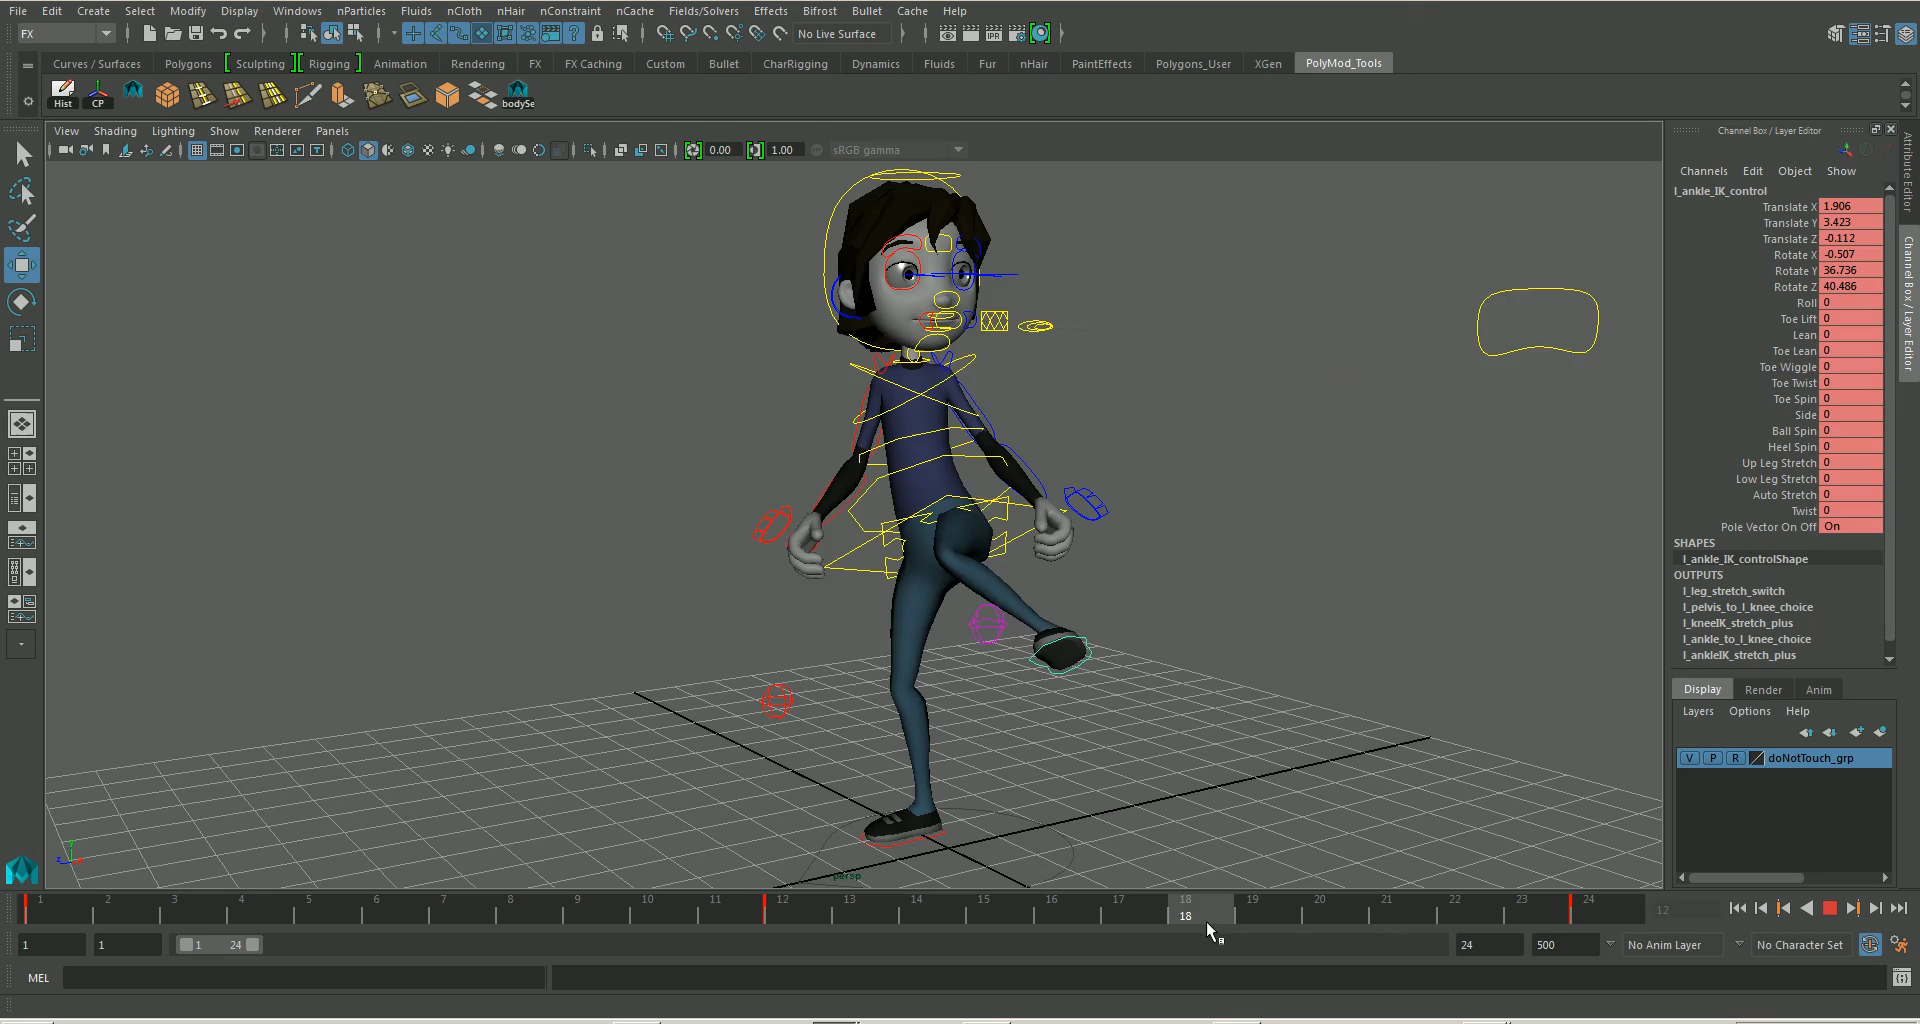 File Edit Create Select Modify Display Windows nParticles Fluids nCloth nHair nConstraint nCache Fields/Solvers Effects Bifrost Bullet Cache Help
FX
No Live Surface
IPR
Curves / Surfaces Polygons Sculpting Rigging Animation Rendering FX FX Caching Custom Bullet CharRigging Dynamics Fluids Fur nHair PaintEffects Polygons_User XGen PolyMod_Tools
Hist CP bodySe
View Shading Lighting Show Renderer Panels
0.00 1.00 sRGB gamma
Channel Box / Layer Editor
Channels Edit Object Show
l_ankle_IK_control
Translate X 1.906
Translate Y 3.423
Translate Z -0.112
Rotate X -0.507
Rotate Y 36.736
Rotate Z 40.486
Roll 0
Toe Lift 0
Lean 0
Toe Lean 0
Toe Wiggle 0
Toe Twist 0
Toe Spin 0
Side 0
Ball Spin 0
Heel Spin 0
Up Leg Stretch 0
Low Leg Stretch 0
Auto Stretch 0
Twist 0
Pole Vector On Off On
SHAPES
l_ankle_IK_controlShape
OUTPUTS
l_leg_stretch_switch
l_pelvis_to_l_knee_choice
l_kneeIK_stretch_plus
l_ankle_to_l_knee_choice
l_ankleIK_stretch_plus
Display Render Anim
Layers Options Help
V P R doNotTouch_grp
Attribute Editor
Channel Box / Layer Editor
persp
1 2 3 4 5 6 7 8 9 10 11 12 13 14 15 16 17 18 19 20 21 22 23 24
18
12
1 1 1 24 24 500 No Anim Layer No Character Set
MEL